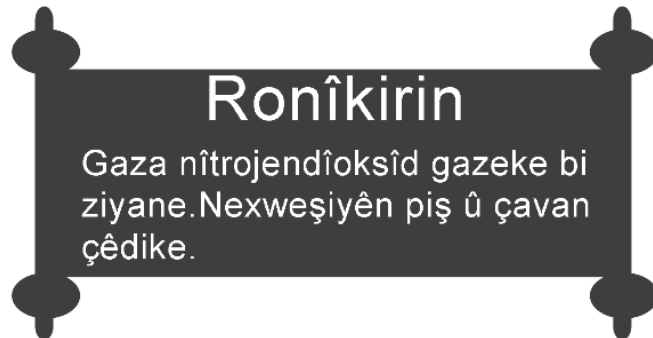 Ronîkirin
Gaza nîtrojendîoksîd gazeke bi
ziyane.Nexweşiyên piş û çavan
çêdike.